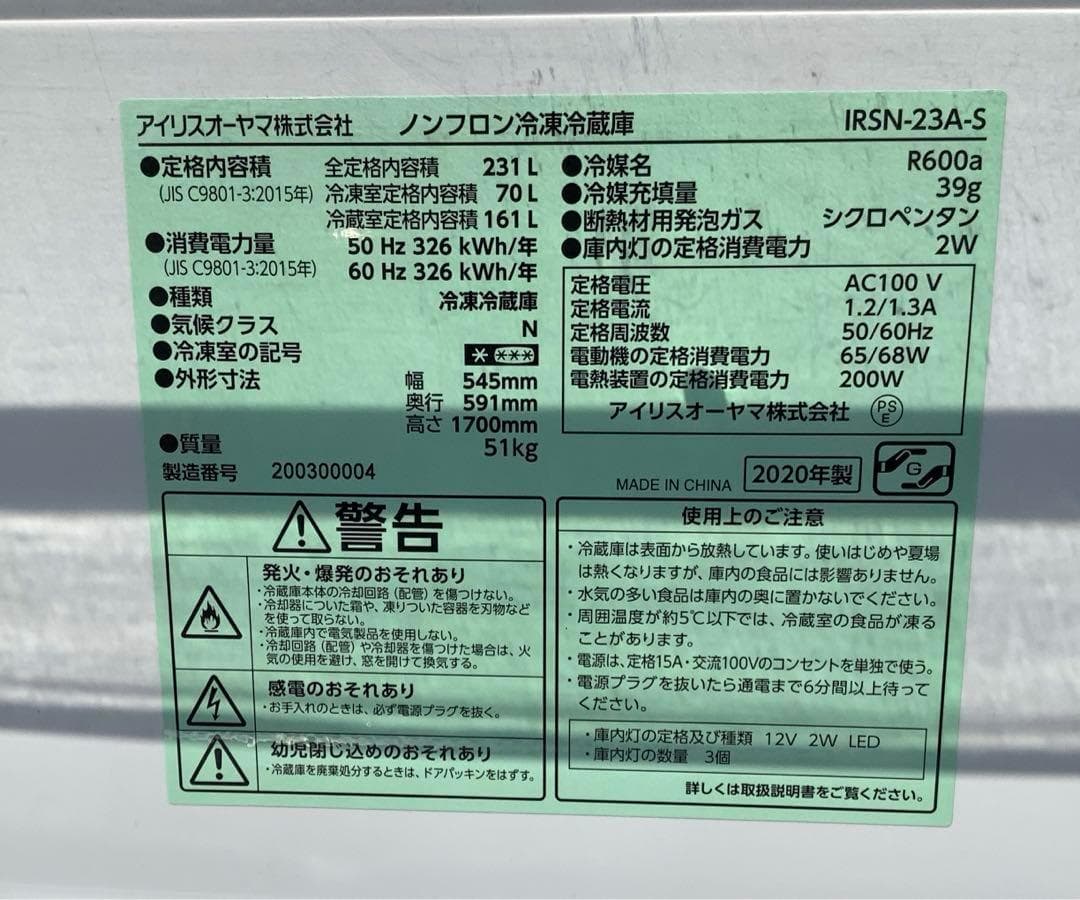 アイリスオーヤマ株式会社 ノンフロン冷凍冷蔵庫 IRSN-23A-S
●定格内容積 全定格内容積 231 L
(JIS C9801-3:2015年) 冷凍室定格内容積 70 L
冷蔵室定格内容積 161 L
●消費電力量 50 Hz 326 kWh/年
(JIS C9801-3:2015年) 60 Hz 326 kWh/年
●種類 冷凍冷蔵庫
●気候クラス N
●冷凍室の記号 * ***
●外形寸法 幅 545mm
奥行 591mm
高さ 1700mm
●質量 51kg
製造番号 200300004
●冷媒名 R600a
●冷媒充填量 39g
●断熱材用発泡ガス シクロペンタン
●庫内灯の定格消費電力 2W
定格電圧 AC100 V
定格電流 1.2/1.3A
定格周波数 50/60Hz
電動機の定格消費電力 65/68W
電熱装置の定格消費電力 200W
アイリスオーヤマ株式会社 PSE
MADE IN CHINA 2020年製 G
警告
発火・爆発のおそれあり
・冷蔵庫本体の冷却回路(配管)を傷つけない。
・冷却器についた霜や、凍りついた容器を刃物など
を使って取らない。
・冷蔵庫内で電気製品を使用しない。
・冷却回路(配管)や冷却器を傷つけた場合は、火
気の使用を避け、窓を開けて換気する。
感電のおそれあり
・お手入れのときは、必ず電源プラグを抜く。
幼児閉じ込めのおそれあり
・冷蔵庫を廃棄処分するときは、ドアパッキンをはずす。
使用上のご注意
・冷蔵庫は表面から放熱しています。使いはじめや夏場
は熱くなりますが、庫内の食品には影響ありません。
・水気の多い食品は庫内の奥に置かないでください。
・周囲温度が約5℃以下では、冷蔵室の食品が凍る
ことがあります。
・電源は、定格15A・交流100Vのコンセントを単独で使う。
・電源プラグを抜いたら通電まで6分間以上待って
ください。
・庫内灯の定格及び種類 12V 2W LED
・庫内灯の数量 3個
詳しくは取扱説明書をご覧ください。